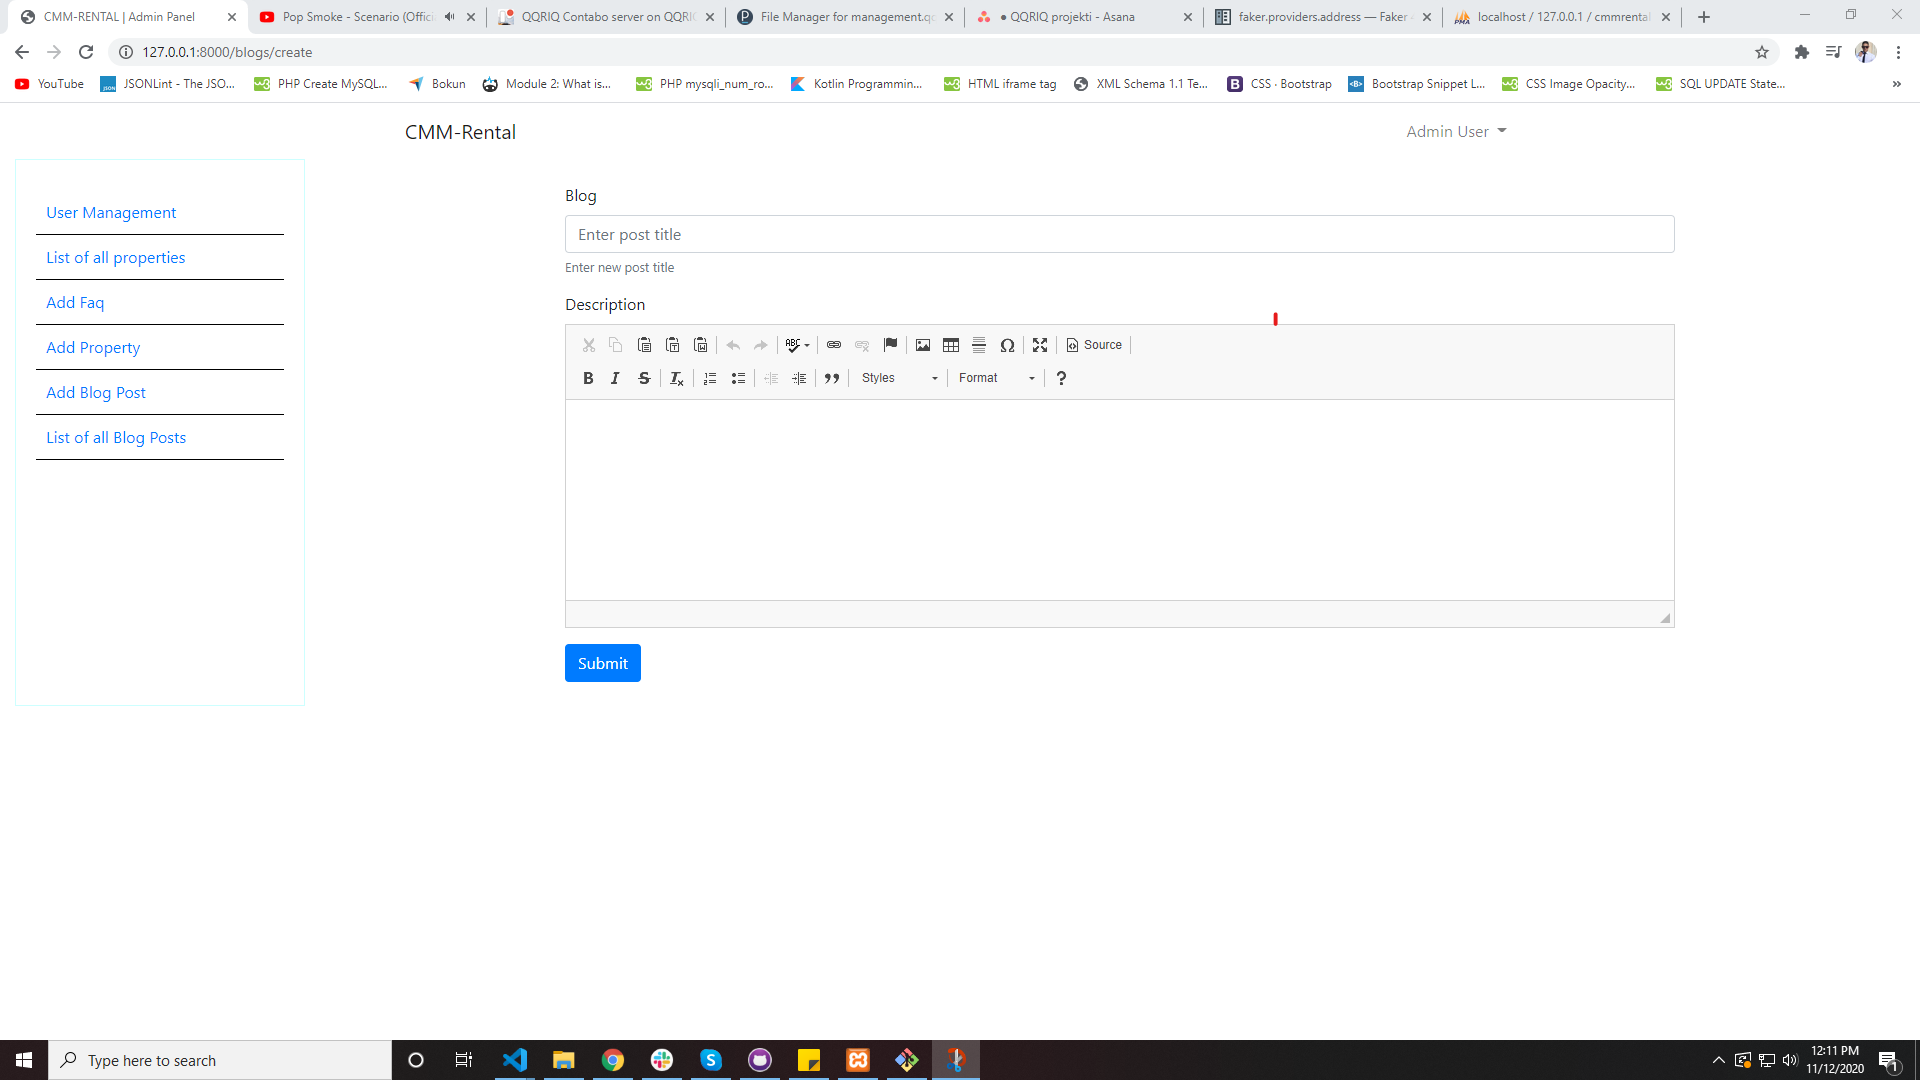 CMM-RENTAL | Admin Panel
Pop Smoke - Scenario (Offici
QQRIQ Contabo server on QQRI
File Manager for management.qc
• QQRIQ projekti - Asana
faker.providers.address — Faker
localhost / 127.0.0.1 / cmmrental
127.0.0.1:8000/blogs/create
YouTube
JSONLint - The JSO...
PHP Create MySQL...
Bokun
Module 2: What is...
PHP mysqli_num_ro...
Kotlin Programmin...
HTML iframe tag
XML Schema 1.1 Te...
CSS · Bootstrap
Bootstrap Snippet L...
CSS Image Opacity...
SQL UPDATE State...
»
CMM-Rental
Admin User
User Management
List of all properties
Add Faq
Add Property
Add Blog Post
List of all Blog Posts
Blog
Enter post title
Enter new post title
Description
Source
Styles
Format
Submit
Type here to search
12:11 PM
11/12/2020
1